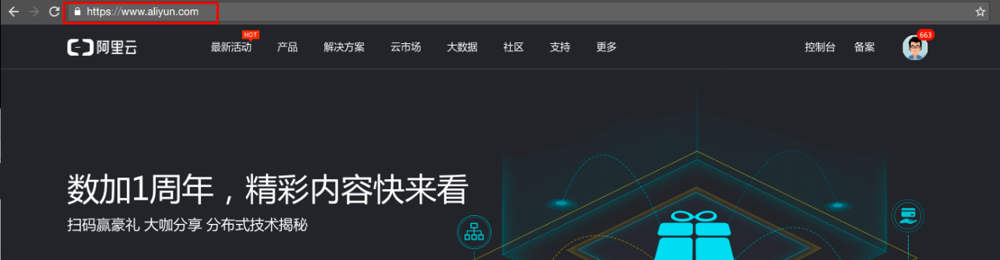 https://www.aliyun.com
阿里云 最新活动 HOT 产品 解决方案 云市场 大数据 社区 支持 更多 控制台 备案 663
数加1周年，精彩内容快来看
扫码赢豪礼 大咖分享 分布式技术揭秘